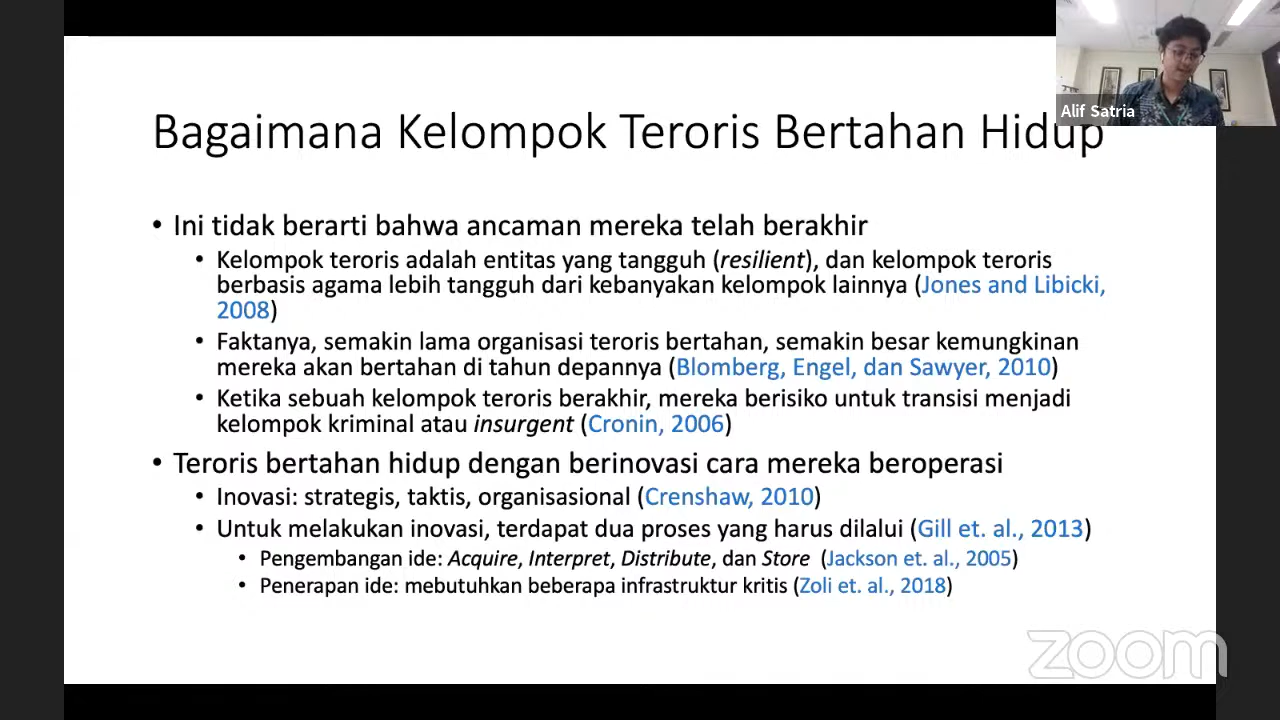 Alif Satria
Bagaimana Kelompok Teroris Bertahan Hidup
• Ini tidak berarti bahwa ancaman mereka telah berakhir
• Kelompok teroris adalah entitas yang tangguh (resilient), dan kelompok teroris
berbasis agama lebih tangguh dari kebanyakan kelompok lainnya (Jones and Libicki,
2008)
• Faktanya, semakin lama organisasi teroris bertahan, semakin besar kemungkinan
mereka akan bertahan di tahun depannya (Blomberg, Engel, dan Sawyer, 2010)
• Ketika sebuah kelompok teroris berakhir, mereka berisiko untuk transisi menjadi
kelompok kriminal atau insurgent (Cronin, 2006)
• Teroris bertahan hidup dengan berinovasi cara mereka beroperasi
• Inovasi: strategis, taktis, organisasional (Crenshaw, 2010)
• Untuk melakukan inovasi, terdapat dua proses yang harus dilalui (Gill et. al., 2013)
• Pengembangan ide: Acquire, Interpret, Distribute, dan Store (Jackson et. al., 2005)
• Penerapan ide: mebutuhkan beberapa infrastruktur kritis (Zoli et. al., 2018)
zoom